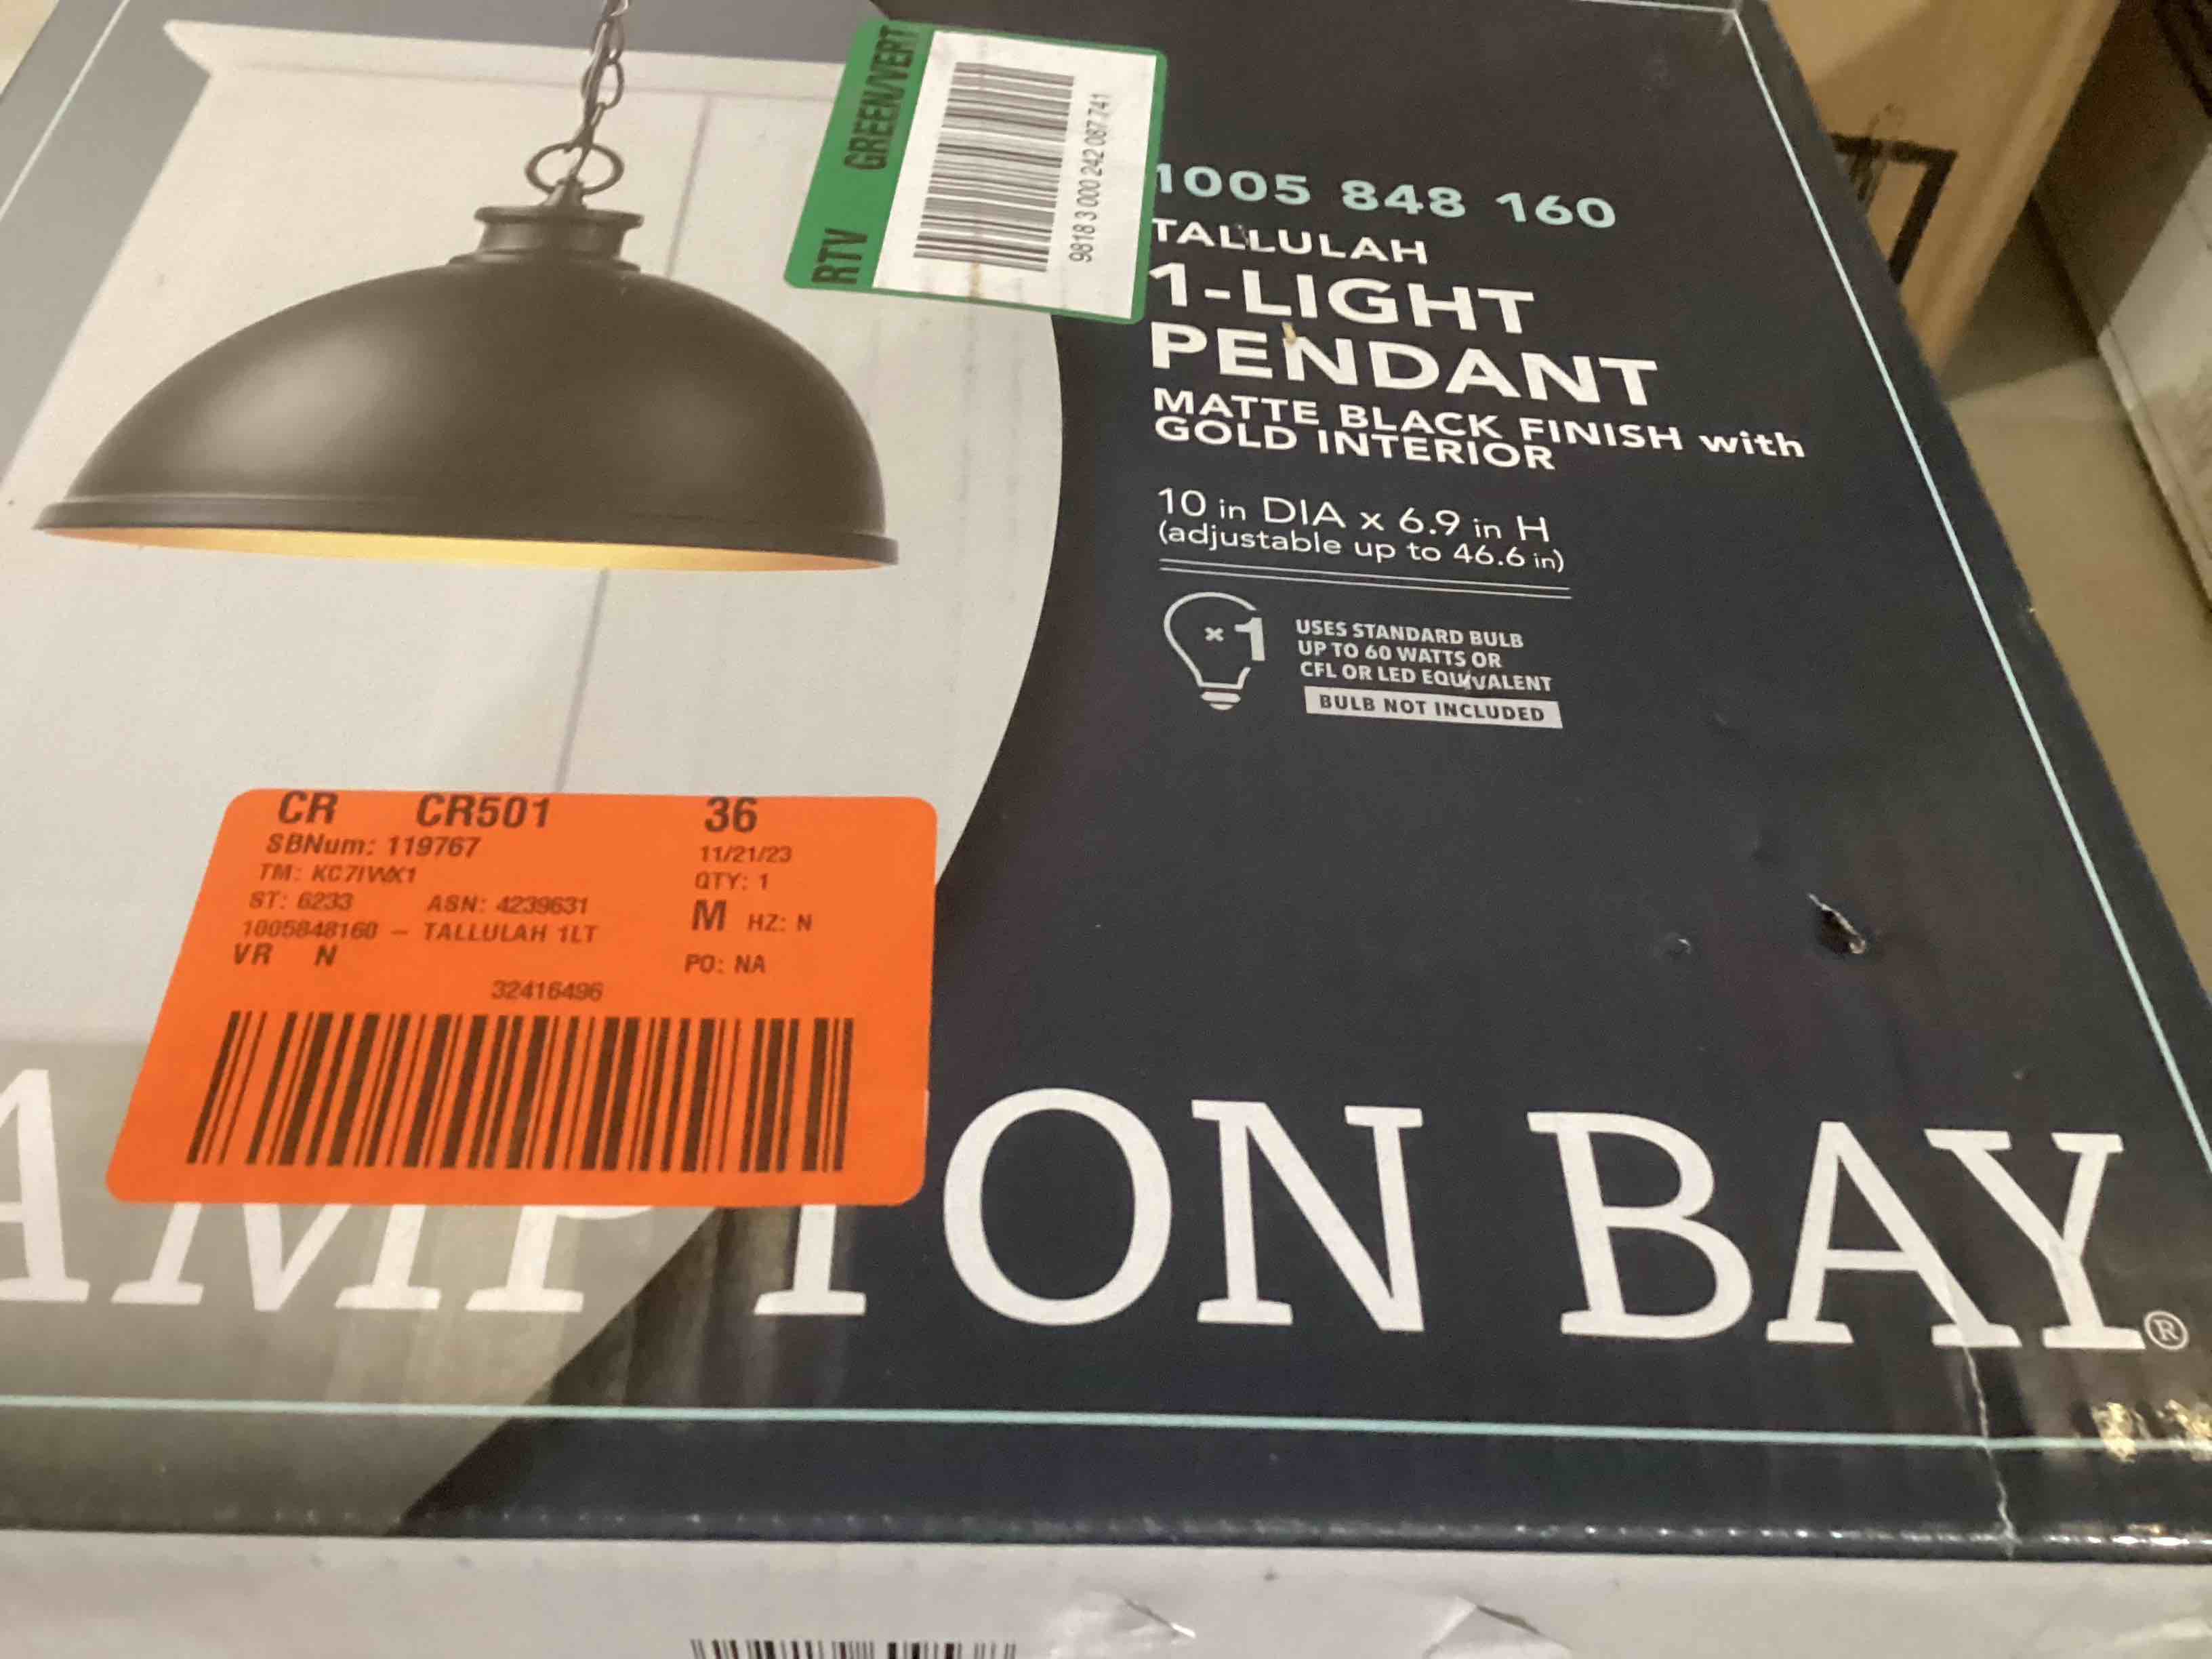 RTV GREEN/VERT
9818 3 000 242 087 741
1005 848 160
TALLULAH
1-LIGHT
PENDANT
MATTE BLACK FINISH with
GOLD INTERIOR
10 in DIA x 6.9 in H
(adjustable up to 46.6 in)
x 1
USES STANDARD BULB
UP TO 60 WATTS OR
CFL OR LED EQUIVALENT
BULB NOT INCLUDED
CR CR501 36
SBNum: 119767 11/21/23
TM: KC7IWX1 QTY: 1
ST: 6233 ASN: 4239631 M HZ: N
1005848160 – TALLULAH 1LT
VR N PO: NA
32416496
AMPTON BAY®